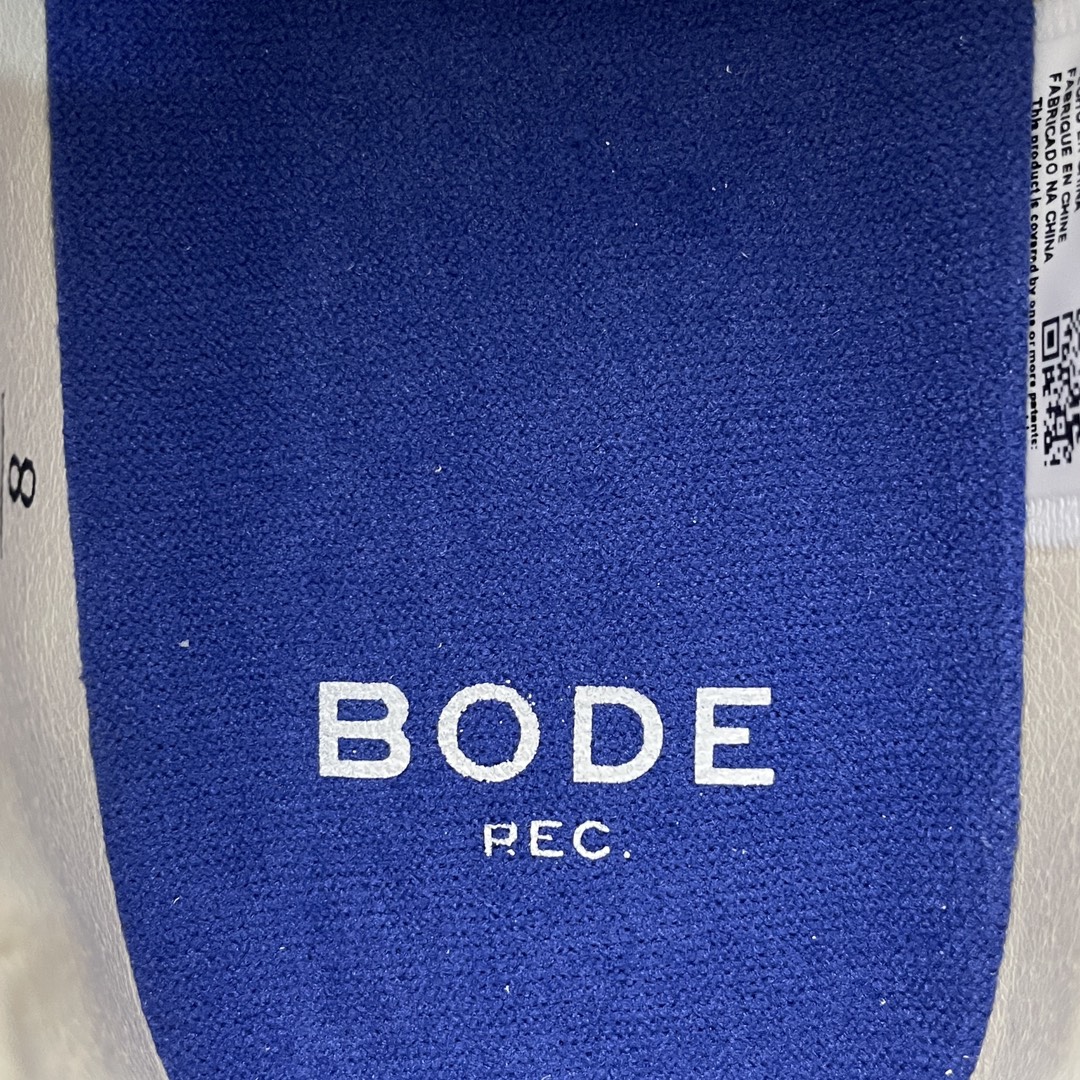 BODE
REC.
8
FABRIQUE EN CHINE
FABRICADO NA CHINA
This product is covered by one or more patents: